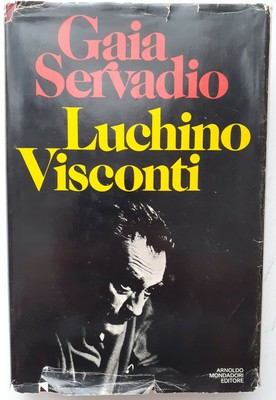 Gaia
Servadio
Luchino
Visconti
ARNOLDO
MONDADORI
EDITORE